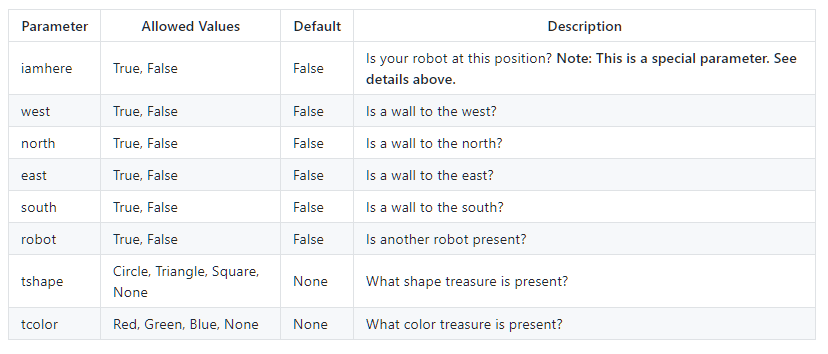 Parameter Allowed Values Default Description
iamhere True, False False Is your robot at this position? Note: This is a special parameter. See
details above.
west True, False False Is a wall to the west?
north True, False False Is a wall to the north?
east True, False False Is a wall to the east?
south True, False False Is a wall to the south?
robot True, False False Is another robot present?
tshape Circle, Triangle, Square,
None None What shape treasure is present?
tcolor Red, Green, Blue, None None What color treasure is present?